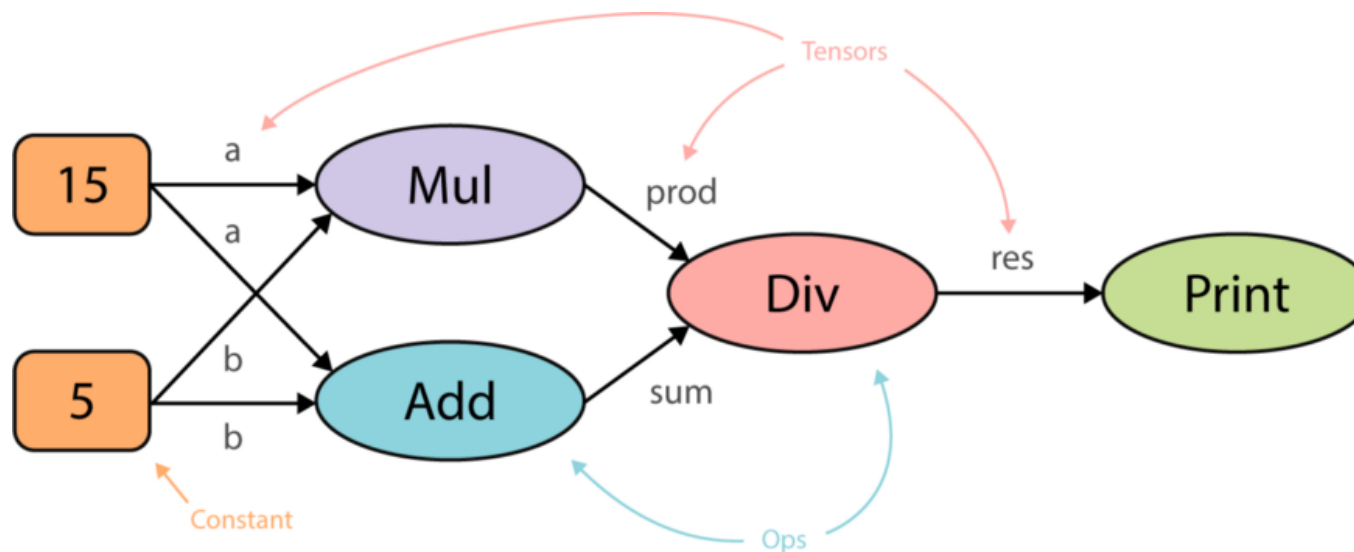 Tensors
a
15
Mul
prod
a
res
Div
Print
b
5
Add
sum
b
Constant
Ops